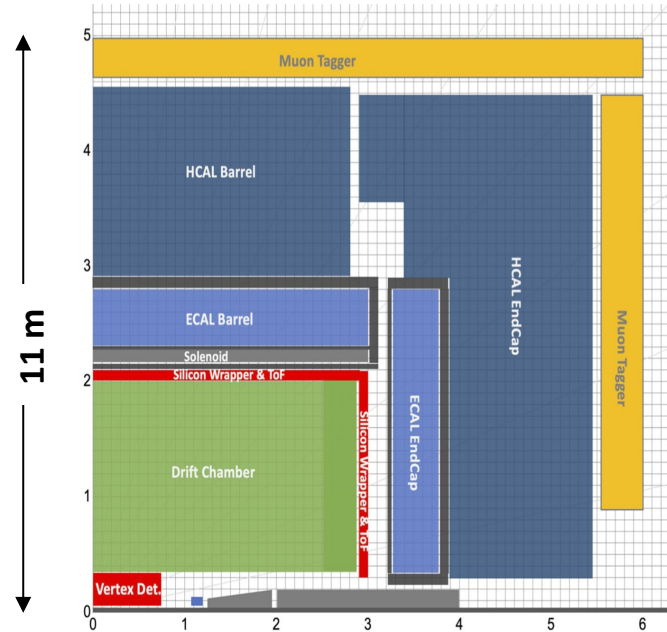 5
Muon Tagger
4
HCAL Barrel
3
ECAL Barrel
Solenoid
2
Silicon Wrapper & ToF
Drift Chamber
1
Vertex Det.
0
Silicon Wrapper & ToF
ECAL EndCap
HCAL EndCap
Muon Tagger
11 m
0 1 2 3 4 5 6